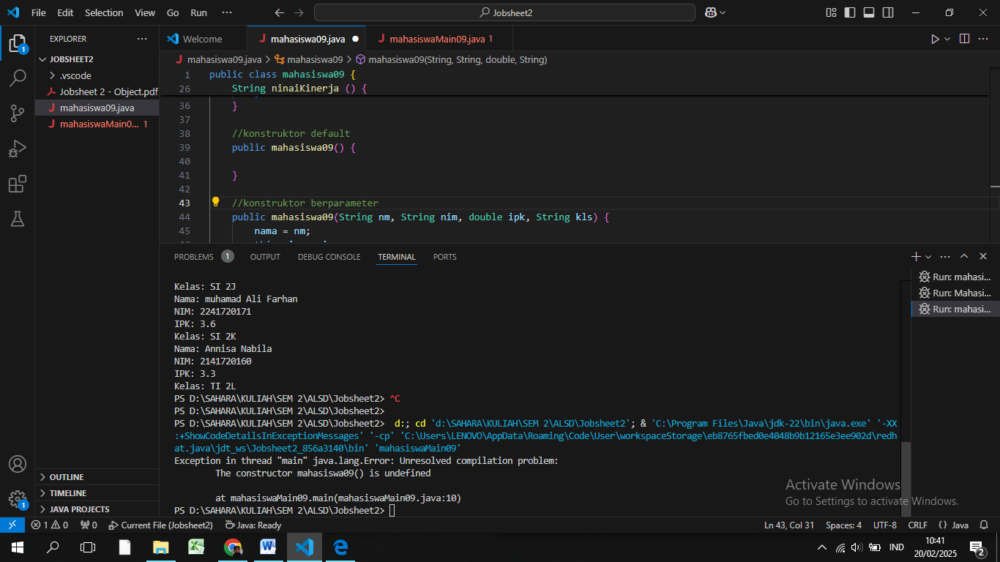 File Edit Selection View Go Run ··· Jobsheet2
EXPLORER ···
JOBSHEET2
.vscode
Jobsheet 2 - Object.pdf
mahasiswa09.java
mahasiswaMain0... 1
OUTLINE
TIMELINE
JAVA PROJECTS
Welcome mahasiswa09.java mahasiswaMain09.java 1
mahasiswa09.java > mahasiswa09 > mahasiswa09(String, String, double, String)
1 public class mahasiswa09 {
26 String ninaiKinerja () {
36 }
37
38 //konstruktor default
39 public mahasiswa09() {
40
41 }
42
43 //konstruktor berparameter
44 public mahasiswa09(String nm, String nim, double ipk, String kls) {
45 nama = nm;
PROBLEMS 1 OUTPUT DEBUG CONSOLE TERMINAL PORTS
Kelas: SI 2J
Nama: muhamad Ali Farhan
NIM: 2241720171
IPK: 3.6
Kelas: SI 2K
Nama: Annisa Nabila
NIM: 2141720160
IPK: 3.3
Kelas: TI 2L
PS D:\SAHARA\KULIAH\SEM 2\ALSD\Jobsheet2> ^C
PS D:\SAHARA\KULIAH\SEM 2\ALSD\Jobsheet2>
PS D:\SAHARA\KULIAH\SEM 2\ALSD\Jobsheet2>  d:; cd 'd:\SAHARA\KULIAH\SEM 2\ALSD\Jobsheet2'; & 'C:\Program Files\Java\jdk-22\bin\java.exe' '-XX
:+ShowCodeDetailsInExceptionMessages' '-cp' 'C:\Users\LENOVO\AppData\Roaming\Code\User\workspaceStorage\eb8765fbed0e4048b9b12165e3ee902d\redh
at.java\jdt_ws\Jobsheet2_856a3140\bin' 'mahasiswaMain09'
Exception in thread "main" java.lang.Error: Unresolved compilation problem:
The constructor mahasiswa09() is undefined
at mahasiswaMain09.main(mahasiswaMain09.java:10)
PS D:\SAHARA\KULIAH\SEM 2\ALSD\Jobsheet2>
Run: mahasi...
Run: Mahasi...
Run: mahasi...
Activate Windows
Go to Settings to activate Windows.
1 0 0 Current File (Jobsheet2) Java: Ready Ln 43, Col 31 Spaces: 4 UTF-8 CRLF {} Java
IND 10:41
20/02/2025
2